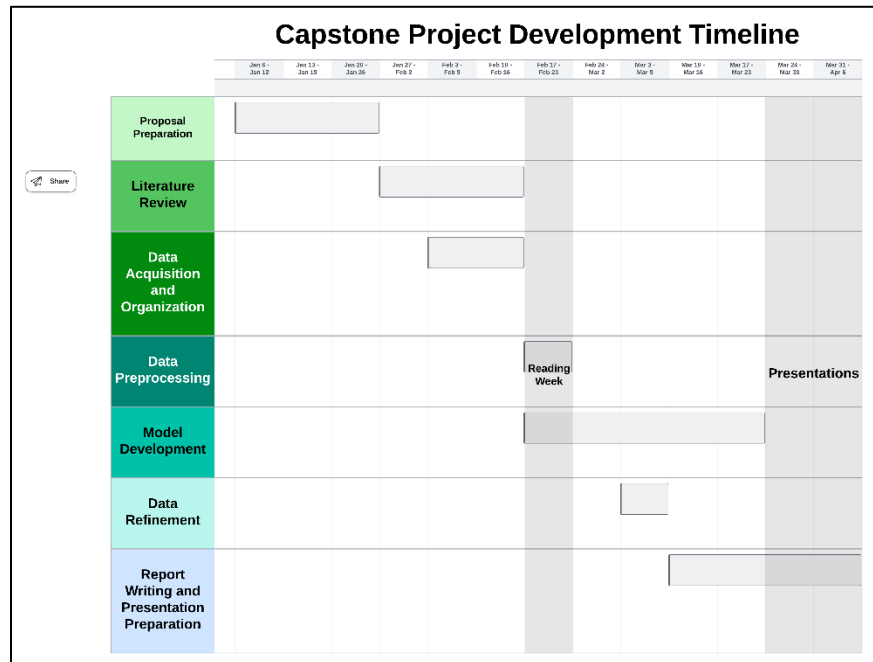 Capstone Project Development Timeline
Jan 6 - Jan 13 - Jan 20 - Jan 27 - Feb 3 - Feb 10 - Feb 17 - Feb 24 - Mar 3 - Mar 10 - Mar 17 - Mar 24 - Mar 31 -
Jan 12 Jan 19 Jan 26 Feb 2 Feb 9 Feb 16 Feb 23 Mar 2 Mar 9 Mar 16 Mar 23 Mar 30 Apr 6
Proposal
Preparation
Share
Literature
Review
Data
Acquisition
and
Organization
Data
Preprocessing
Reading
Week
Presentations
Model
Development
Data
Refinement
Report
Writing and
Presentation
Preparation